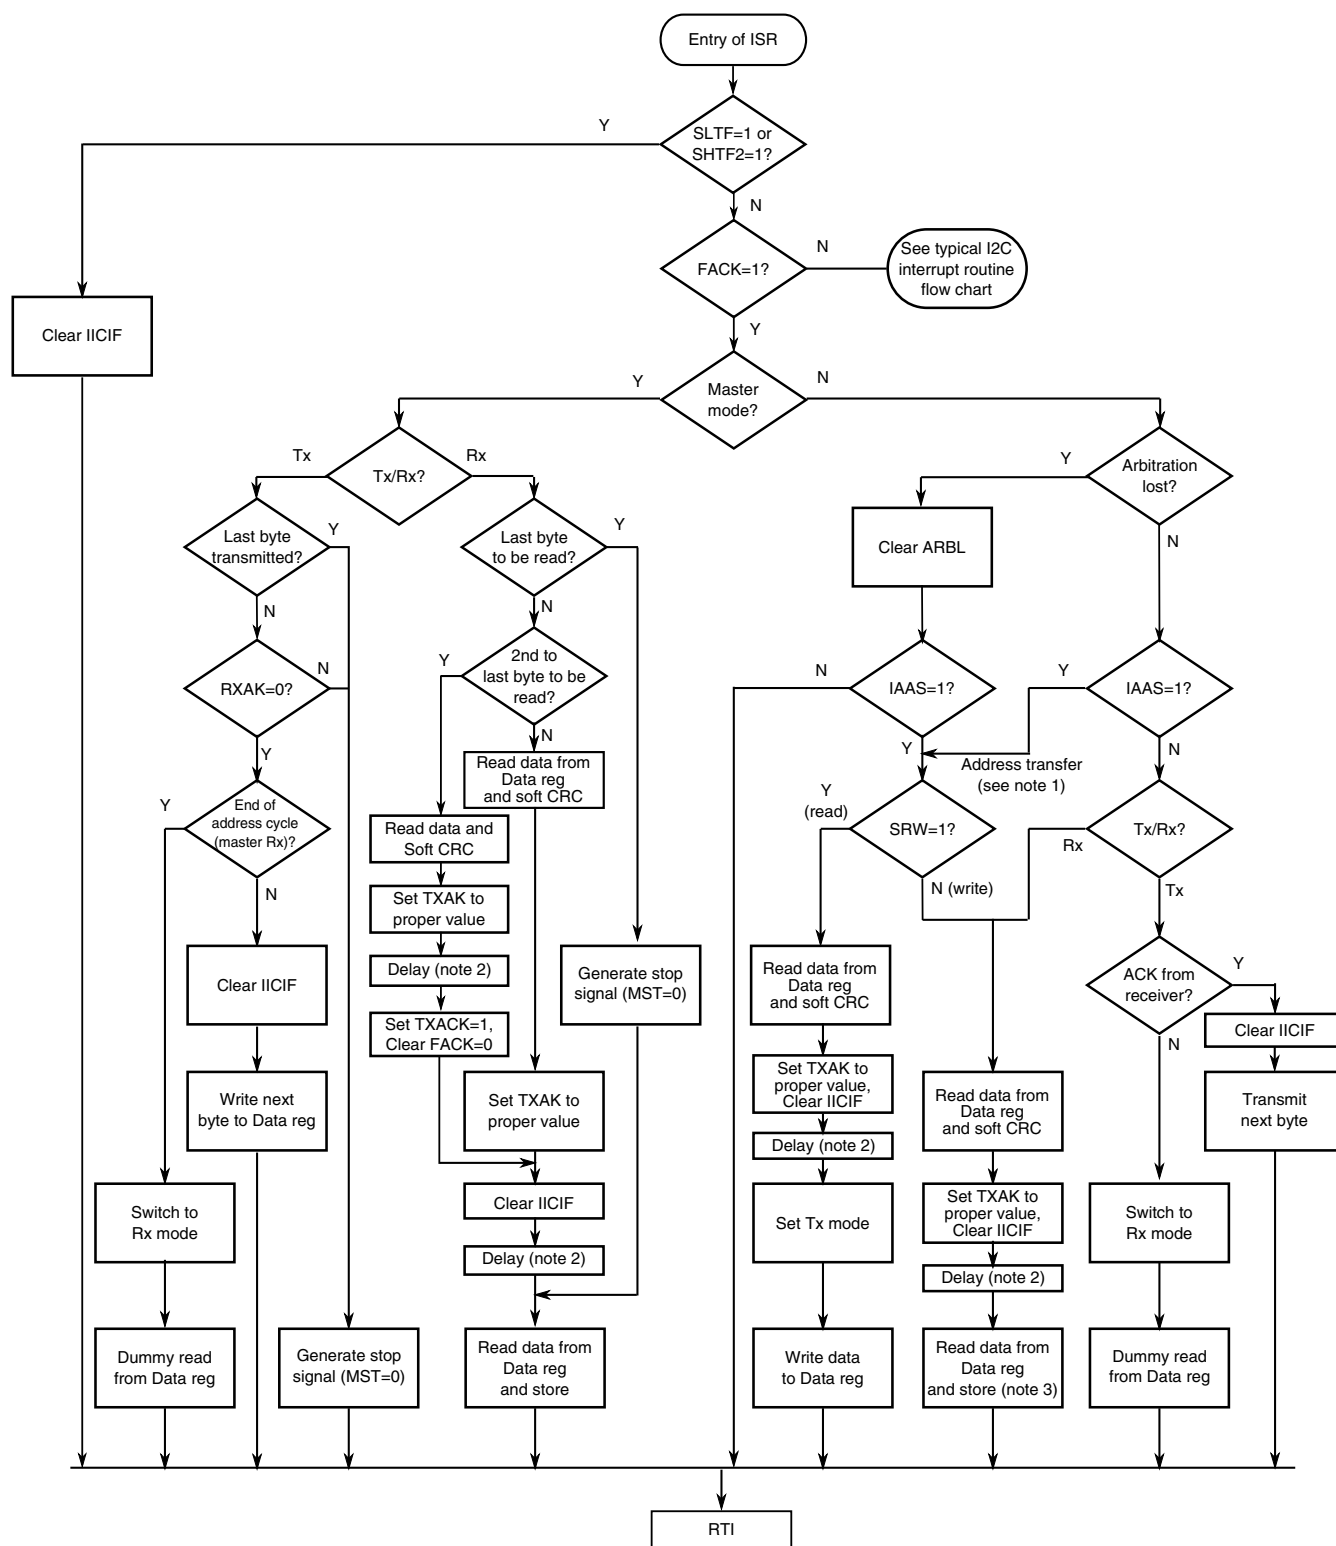 Entry of ISR
Y
SLTF=1 or
SHTF2=1?
N
FACK=1?
N
See typical I2C
interrupt routine
flow chart
Clear IICIF
Y
Y
Master
mode?
N
Tx
Tx/Rx?
Rx
Y
Arbitration
lost?
Last byte
transmitted?
Y
Last byte
to be read?
Y
Clear ARBL
N
N
N
RXAK=0?
N
Y
2nd to
last byte to be
read?
N
IAAS=1?
Y
IAAS=1?
Y
N
Read data from
Data reg
and soft CRC
Y
Address transfer
(see note 1)
N
Y
End of
address cycle
(master Rx)?
Read data and
Soft CRC
Y
(read)
SRW=1?
Rx
Tx/Rx?
N
Set TXAK to
proper value
N (write)
Tx
Clear IICIF
Delay (note 2)
Generate stop
signal (MST=0)
Read data from
Data reg
and soft CRC
ACK from
receiver?
Y
Set TXACK=1,
Clear FACK=0
N
Clear IICIF
Write next
byte to Data reg
Set TXAK to
proper value
Set TXAK to
proper value,
Clear IICIF
Read data from
Data reg
and soft CRC
Transmit
next byte
Delay (note 2)
Switch to
Rx mode
Clear IICIF
Set Tx mode
Set TXAK to
proper value,
Clear IICIF
Switch to
Rx mode
Delay (note 2)
Delay (note 2)
Dummy read
from Data reg
Generate stop
signal (MST=0)
Read data from
Data reg
and store
Write data
to Data reg
Read data from
Data reg
and store (note 3)
Dummy read
from Data reg
RTI